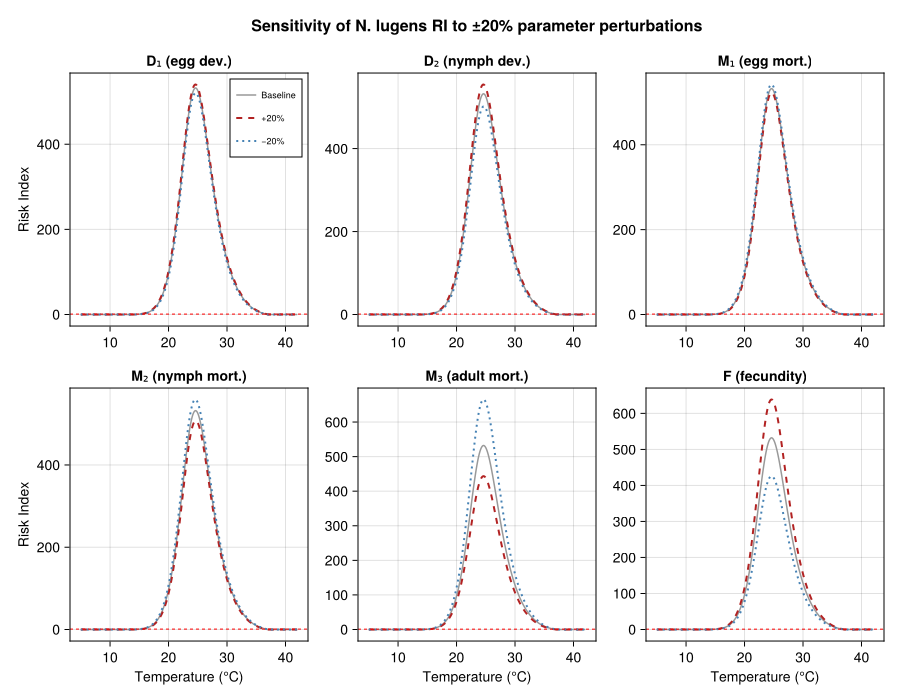 Sensitivity of N. lugens RI to ±20% parameter perturbations
D₁ (egg dev.)
D₂ (nymph dev.)
M₁ (egg mort.)
Baseline
+20%
−20%
Risk Index
400
200
0
10 20 30 40
400
200
0
10 20 30 40
400
200
0
10 20 30 40
M₂ (nymph mort.)
M₃ (adult mort.)
F (fecundity)
Risk Index
400
200
0
10 20 30 40
Temperature (°C)
600
500
400
300
200
100
0
10 20 30 40
Temperature (°C)
600
500
400
300
200
100
0
10 20 30 40
Temperature (°C)